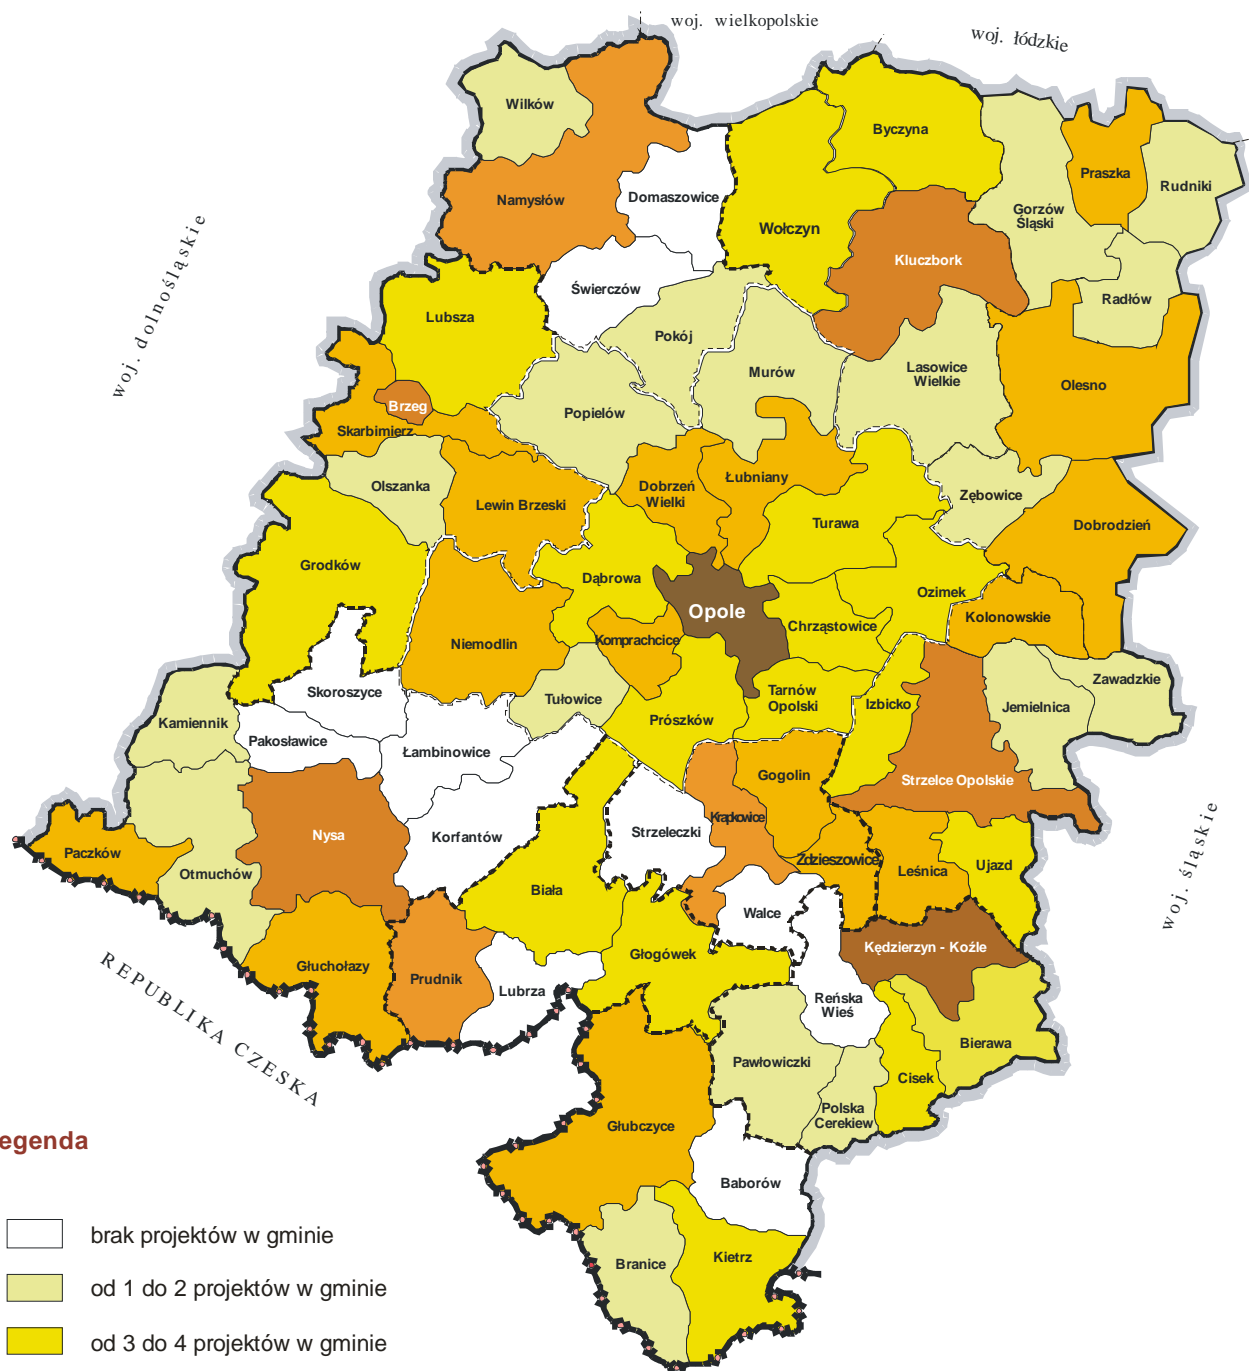 woj. wielkopolskie
woj. łódzkie
Wilków
Byczyna
Praszka
Rudniki
Namysłów
Domaszowice
Gorzów
Śląski
Wołczyn
Kluczbork
woj. dolnośląskie
Świerczów
Radłów
Lubsza
Pokój
Murów
Lasowice
Wielkie
Olesno
Brzeg
Popielów
Skarbimierz
Olszanka
Lewin Brzeski
Dobrzeń
Wielki
Łubniany
Zębowice
Turawa
Dobrodzień
Grodków
Dąbrowa
Ozimek
Opole
Kolonowskie
Chrząstowice
Niemodlin
Komprachcice
Zawadzkie
Skoroszyce
Tułowice
Tarnów
Opolski
Izbicko
Jemielnica
Kamiennik
Prószków
Pakosławice
Łambinowice
Gogolin
Strzelce Opolskie
Krapkowice
Nysa
Korfantów
Strzeleczki
woj. śląskie
Paczków
Zdzieszowice
Leśnica
Ujazd
Otmuchów
Biała
Walce
Kędzierzyn - Koźle
Głogówek
Głuchołazy
Prudnik
Lubrza
Reńska
Wieś
REPUBLIKA CZESKA
Bierawa
Pawłowiczki
Cisek
Polska
Cerekiew
Głubczyce
egenda
Baborów
brak projektów w gminie
Branice
Kietrz
od 1 do 2 projektów w gminie
od 3 do 4 projektów w gminie